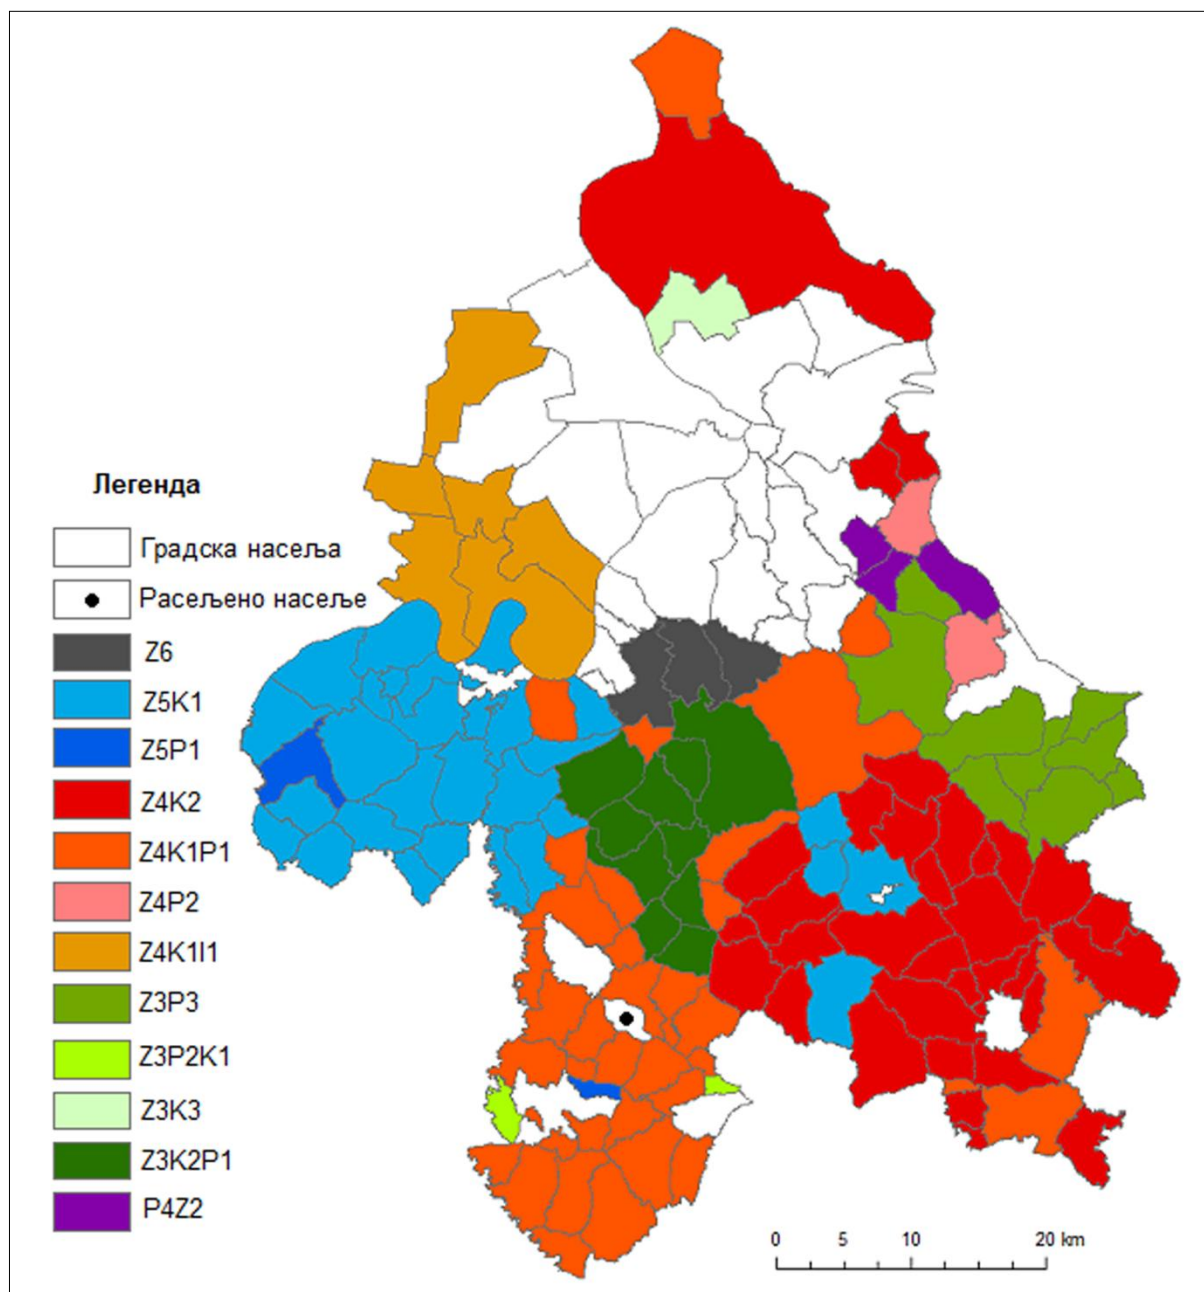 Легенда
Градска насеља
Расељено насеље
Z6
Z5K1
Z5P1
Z4K2
Z4K1P1
Z4P2
Z4K1I1
Z3P3
Z3P2K1
Z3K3
Z3K2P1
P4Z2
0 5 10 20 km